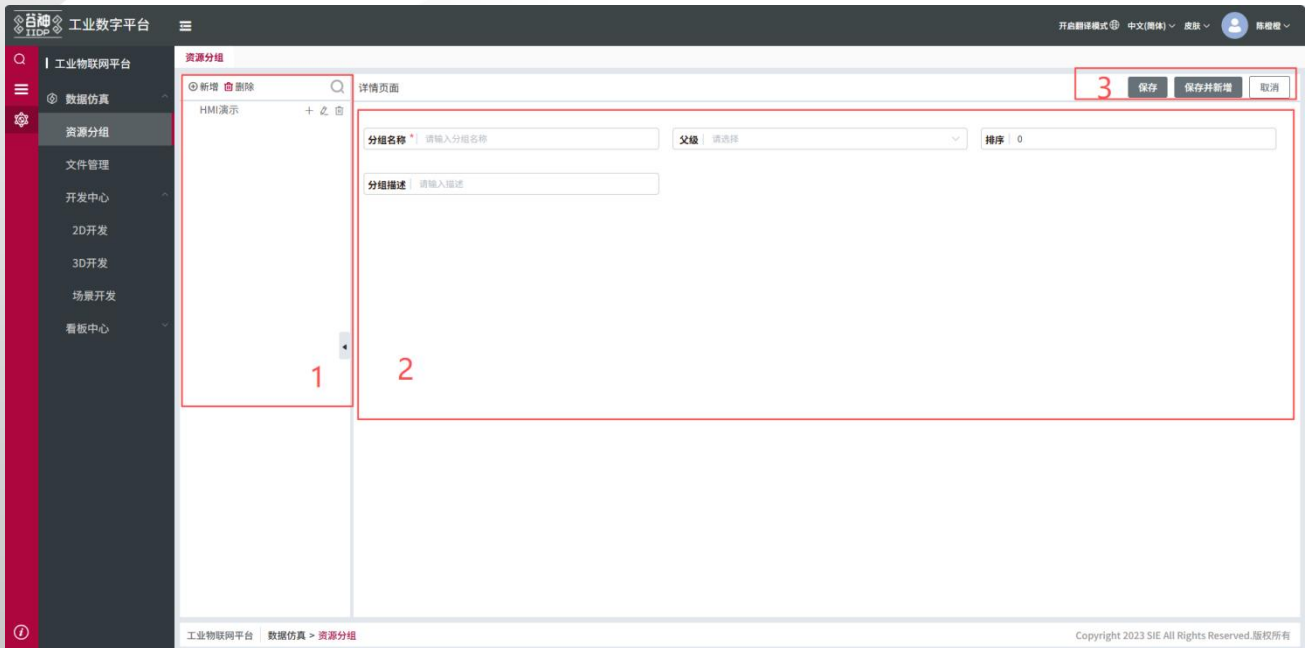 谷神 工业数字平台
IIDP
开启翻译模式 中文(简体) 皮肤 陈橙橙
工业物联网平台
数据仿真
资源分组
文件管理
开发中心
2D开发
3D开发
场景开发
看板中心
资源分组
新增 删除
HMI演示
1
详情页面
3 保存 保存并新增 取消
分组名称 * 请输入分组名称 父级 请选择 排序 0
分组描述 请输入描述
2
工业物联网平台 数据仿真 > 资源分组
Copyright 2023 SIE All Rights Reserved.版权所有